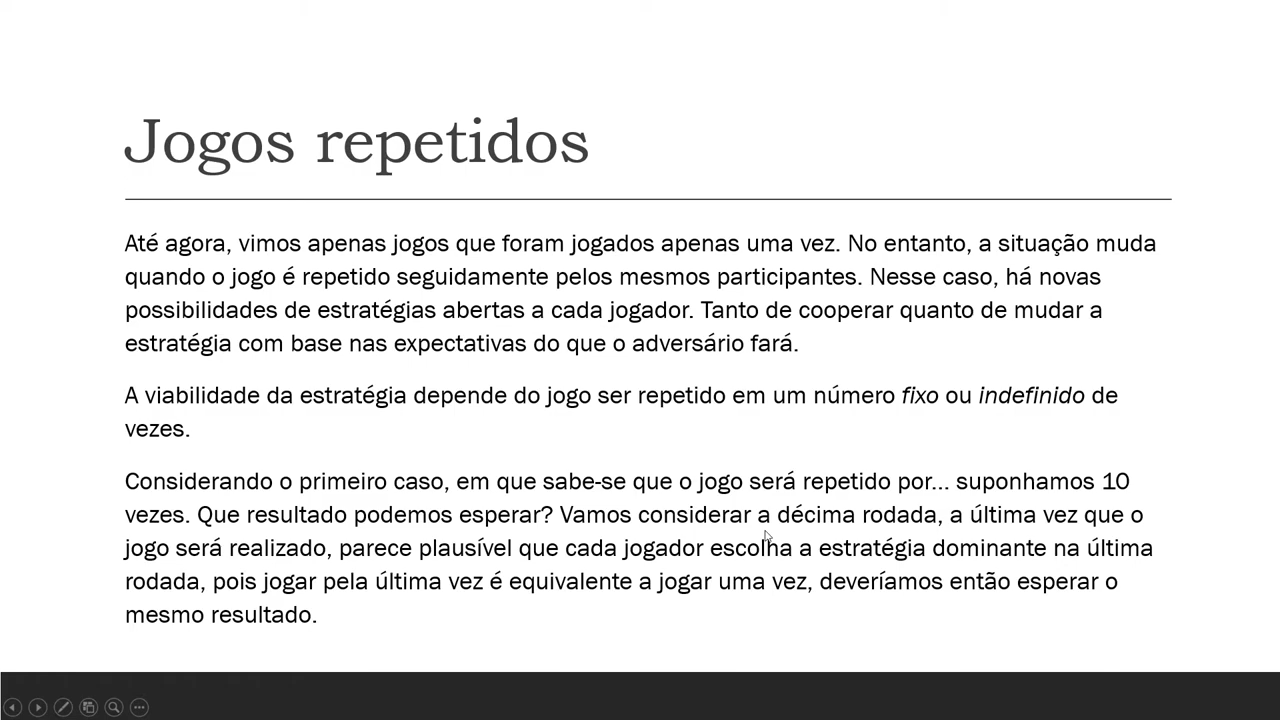 Jogos repetidos
Até agora, vimos apenas jogos que foram jogados apenas uma vez. No entanto, a situação muda
quando o jogo é repetido seguidamente pelos mesmos participantes. Nesse caso, há novas
possibilidades de estratégias abertas a cada jogador. Tanto de cooperar quanto de mudar a
estratégia com base nas expectativas do que o adversário fará.
A viabilidade da estratégia depende do jogo ser repetido em um número fixo ou indefinido de
vezes.
Considerando o primeiro caso, em que sabe-se que o jogo será repetido por... suponhamos 10
vezes. Que resultado podemos esperar? Vamos considerar a décima rodada, a última vez que o
jogo será realizado, parece plausível que cada jogador escolha a estratégia dominante na última
rodada, pois jogar pela última vez é equivalente a jogar uma vez, deveríamos então esperar o
mesmo resultado.